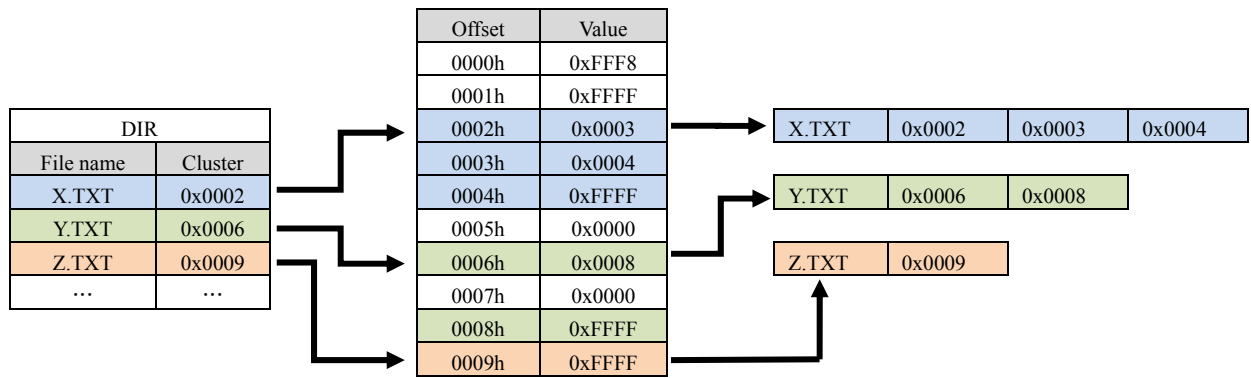 DIR
File name Cluster
X.TXT 0x0002
Y.TXT 0x0006
Z.TXT 0x0009
… …
Offset Value
0000h 0xFFF8
0001h 0xFFFF
0002h 0x0003
0003h 0x0004
0004h 0xFFFF
0005h 0x0000
0006h 0x0008
0007h 0x0000
0008h 0xFFFF
0009h 0xFFFF
X.TXT 0x0002 0x0003 0x0004
Y.TXT 0x0006 0x0008
Z.TXT 0x0009